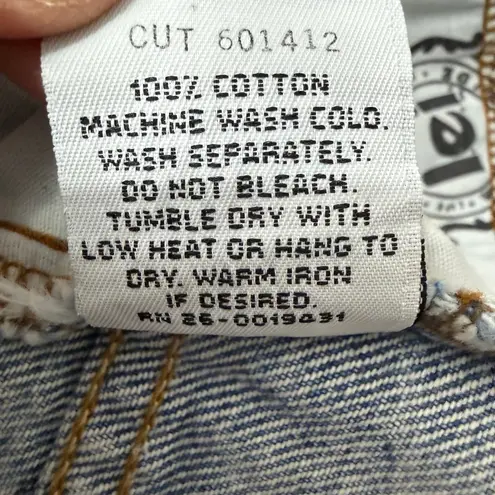 CUT 601412
100% COTTON
MACHINE WASH COLD.
WASH SEPARATELY.
DO NOT BLEACH.
TUMBLE DRY WITH
LOW HEAT OR HANG TO
DRY. WARM IRON
IF DESIRED.
RN 26-0019431